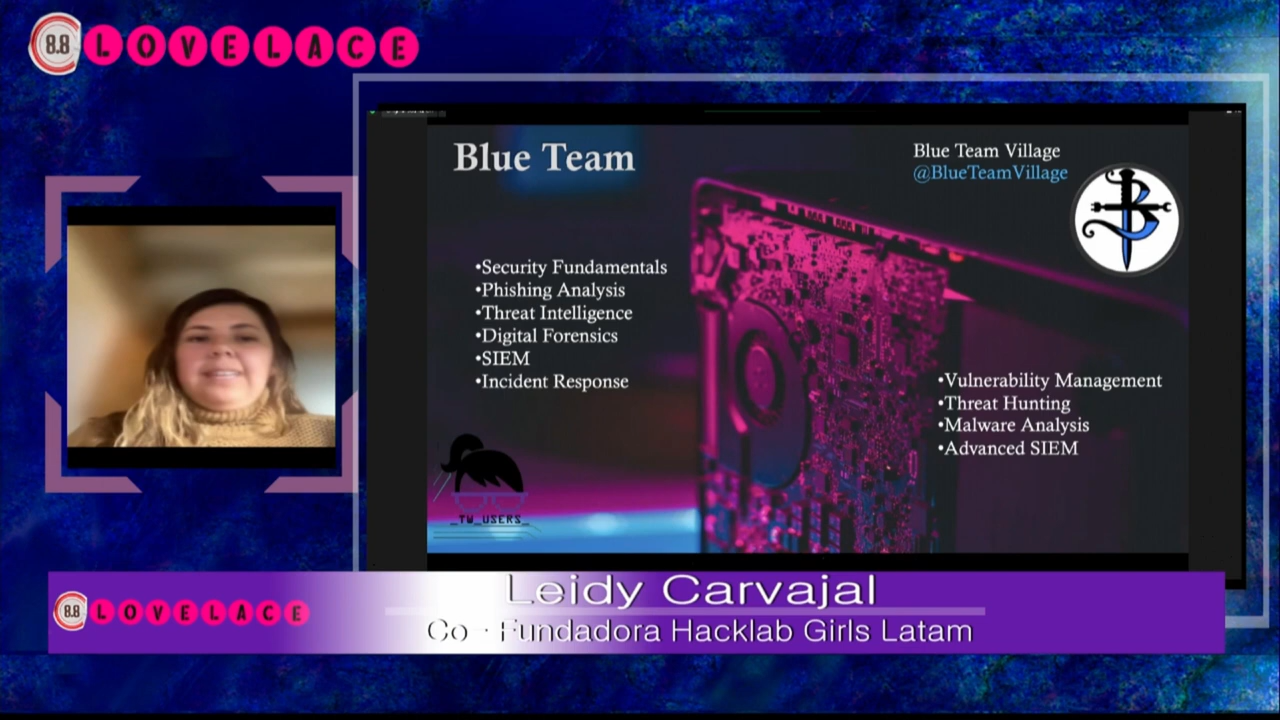 8.8 LOVELACE
Blue Team
Blue Team Village
@BlueTeamVillage
•Security Fundamentals
•Phishing Analysis
•Threat Intelligence
•Digital Forensics
•SIEM
•Incident Response
•Vulnerability Management
•Threat Hunting
•Malware Analysis
•Advanced SIEM
_TW_USERS_
Leidy Carvajal
8.8 LOVELACE
Co - Fundadora Hacklab Girls Latam